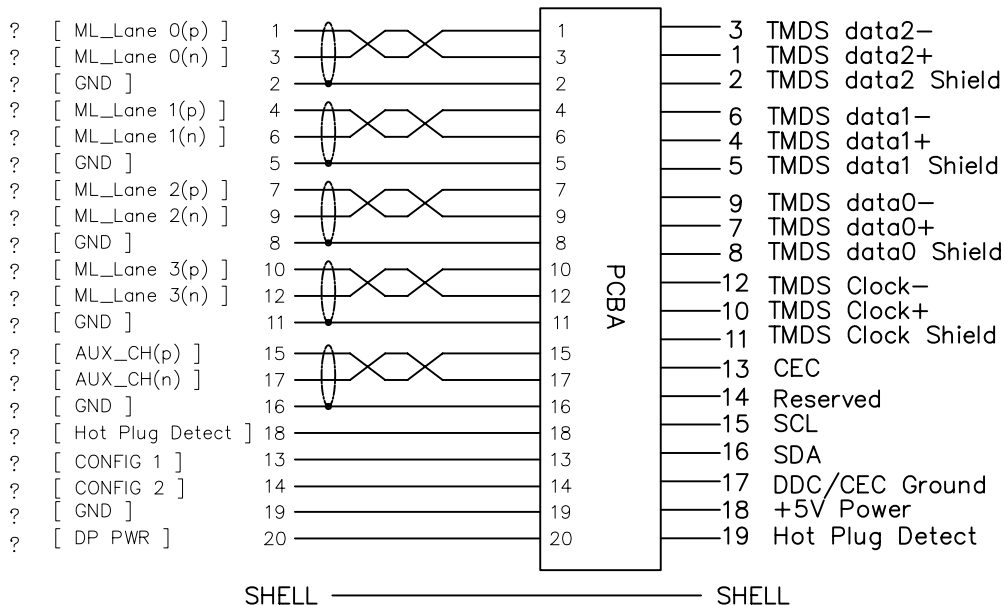 ? [ ML_Lane 0(p) ] 1 1 3 TMDS data2-
? [ ML_Lane 0(n) ] 3 3 1 TMDS data2+
? [ GND ] 2 2 2 TMDS data2 Shield
? [ ML_Lane 1(p) ] 4 4 6 TMDS data1-
? [ ML_Lane 1(n) ] 6 6 4 TMDS data1+
? [ GND ] 5 5 5 TMDS data1 Shield
? [ ML_Lane 2(p) ] 7 7 9 TMDS data0-
? [ ML_Lane 2(n) ] 9 9 7 TMDS data0+
? [ GND ] 8 8 8 TMDS data0 Shield
? [ ML_Lane 3(p) ] 10 10 12 TMDS Clock-
? [ ML_Lane 3(n) ] 12 12 10 TMDS Clock+
? [ GND ] 11 11 11 TMDS Clock Shield
? [ AUX_CH(p) ] 15 15 13 CEC
? [ AUX_CH(n) ] 17 17 14 Reserved
? [ GND ] 16 16 15 SCL
? [ Hot Plug Detect ] 18 18 16 SDA
? [ CONFIG 1 ] 13 13 17 DDC/CEC Ground
? [ CONFIG 2 ] 14 14 18 +5V Power
? [ GND ] 19 19 19 Hot Plug Detect
? [ DP PWR ] 20 20
PCBA
SHELL SHELL